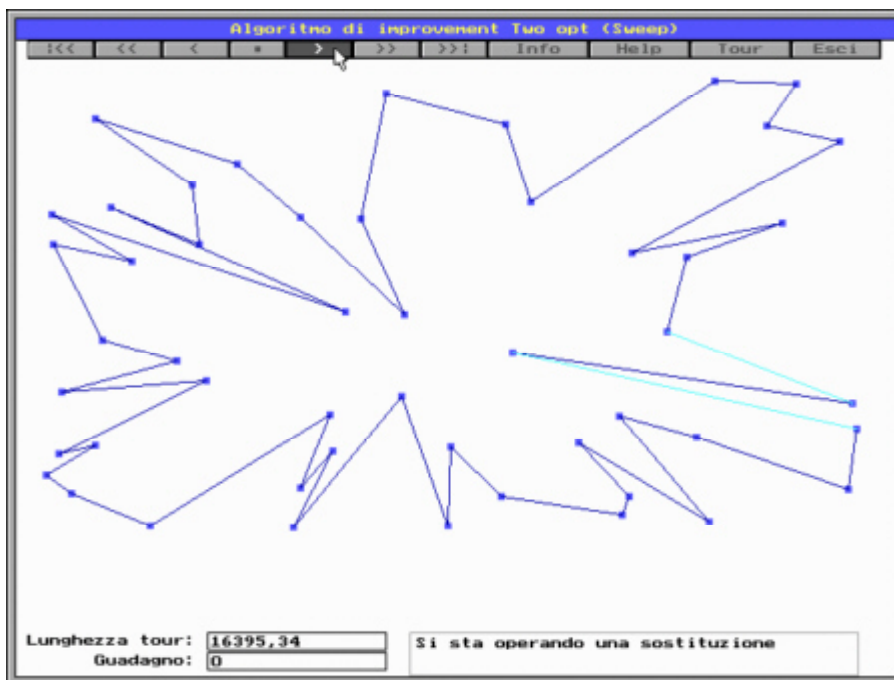 Algoritmo di improvement Two opt (Sweep)
|<< << < ■ > >> >>| Info Help Tour Esci
Lunghezza tour: 16395,34
Guadagno: 0
Si sta operando una sostituzione